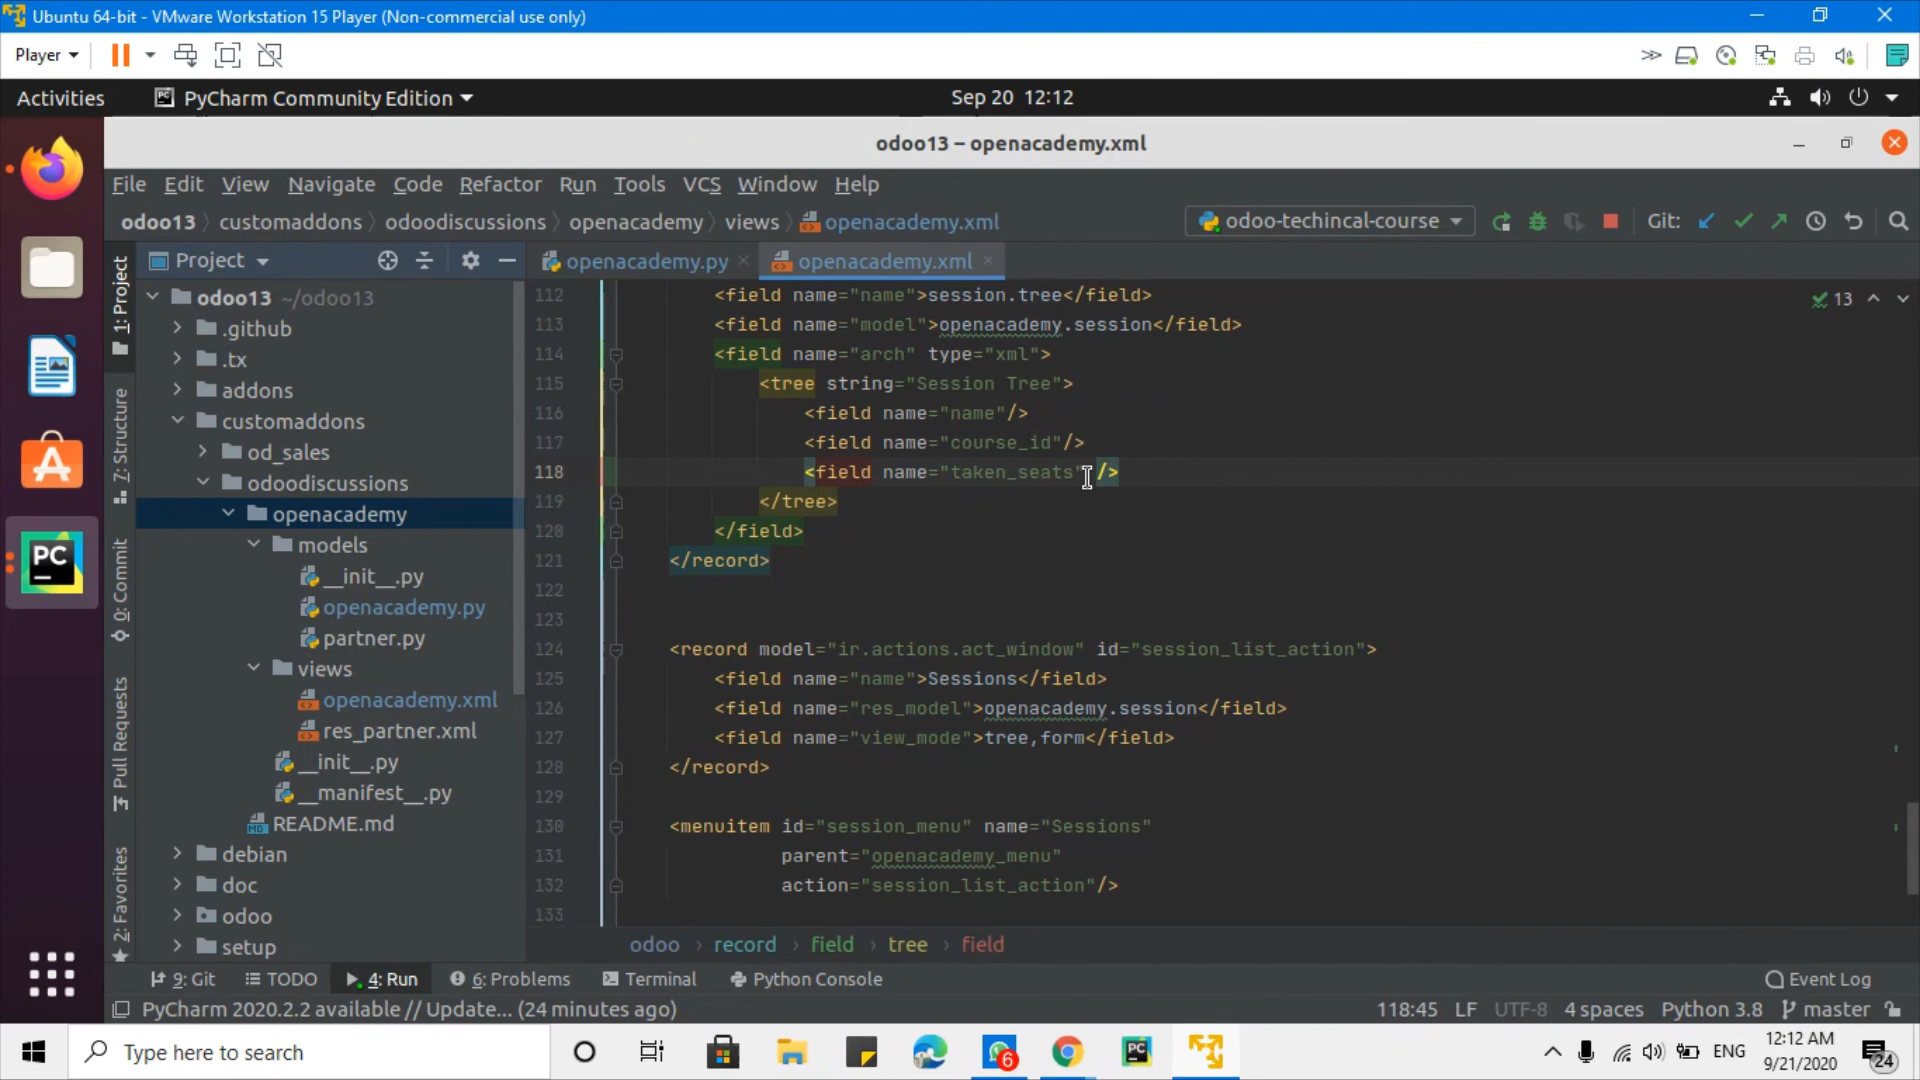 Ubuntu 64-bit - VMware Workstation 15 Player (Non-commercial use only)
Player
Activities
PyCharm Community Edition
Sep 20 12:12
odoo13 – openacademy.xml
File Edit View Navigate Code Refactor Run Tools VCS Window Help
odoo13 customaddons odoodiscussions openacademy views openacademy.xml
odoo-techincal-course
Git:
Project
openacademy.py
openacademy.xml
1: Project
7: Structure
0: Commit
Pull Requests
2: Favorites
odoo13 ~/odoo13
.github
.tx
addons
customaddons
od_sales
odoodiscussions
openacademy
models
__init__.py
openacademy.py
partner.py
views
openacademy.xml
res_partner.xml
__init__.py
__manifest__.py
README.md
debian
doc
odoo
setup
13
112 <field name="name">session.tree</field>
113 <field name="model">openacademy.session</field>
114 <field name="arch" type="xml">
115 <tree string="Session Tree">
116 <field name="name"/>
117 <field name="course_id"/>
118 <field name="taken_seats" />
119 </tree>
120 </field>
121 </record>
122
123
124 <record model="ir.actions.act_window" id="session_list_action">
125 <field name="name">Sessions</field>
126 <field name="res_model">openacademy.session</field>
127 <field name="view_mode">tree,form</field>
128 </record>
129
130 <menuitem id="session_menu" name="Sessions"
131 parent="openacademy_menu"
132 action="session_list_action"/>
133
odoo › record › field › tree › field
9: Git TODO 4: Run 6: Problems Terminal Python Console Event Log
PyCharm 2020.2.2 available // Update... (24 minutes ago)
118:45 LF UTF-8 4 spaces Python 3.8 master
Type here to search
6
PC
ENG
12:12 AM
9/21/2020
24